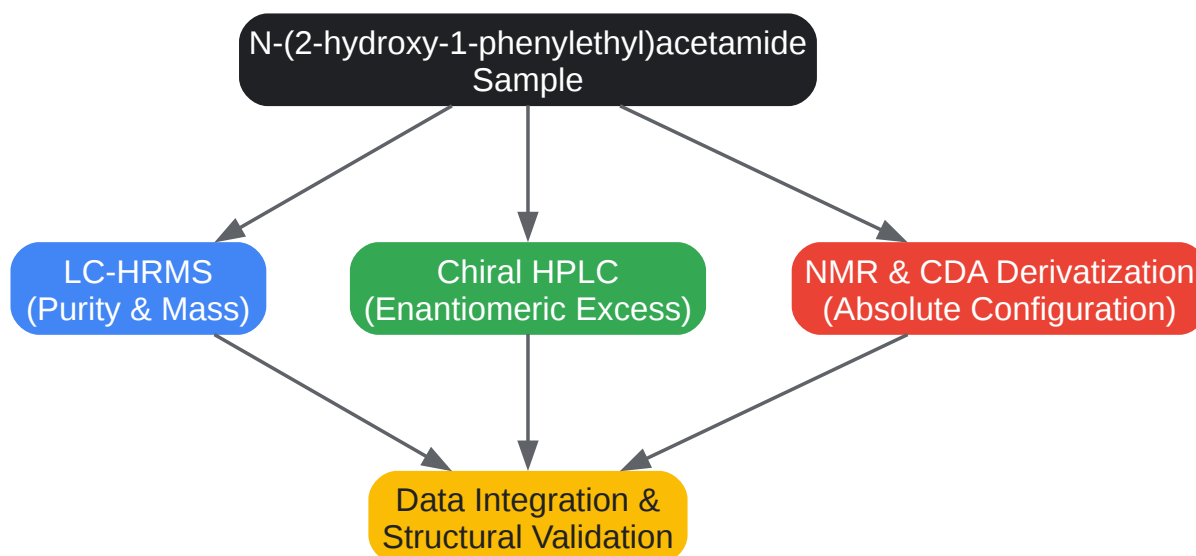 N-(2-hydroxy-1-phenylethyl)acetamide
Sample
LC-HRMS
(Purity & Mass)
Chiral HPLC
(Enantiomeric Excess)
NMR & CDA Derivatization
(Absolute Configuration)
Data Integration &
Structural Validation